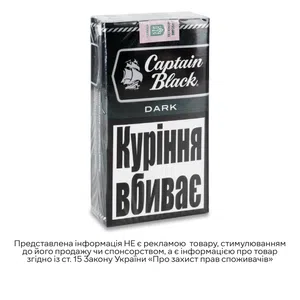 Captain
Black
DARK
Куріння
вбиває
Представлена інформація НЕ є рекламою товару, стимулюванням
до його продажу чи спонсорством, а є інформацією про товар
згідно із ст. 15 Закону України «Про захист прав споживачів»